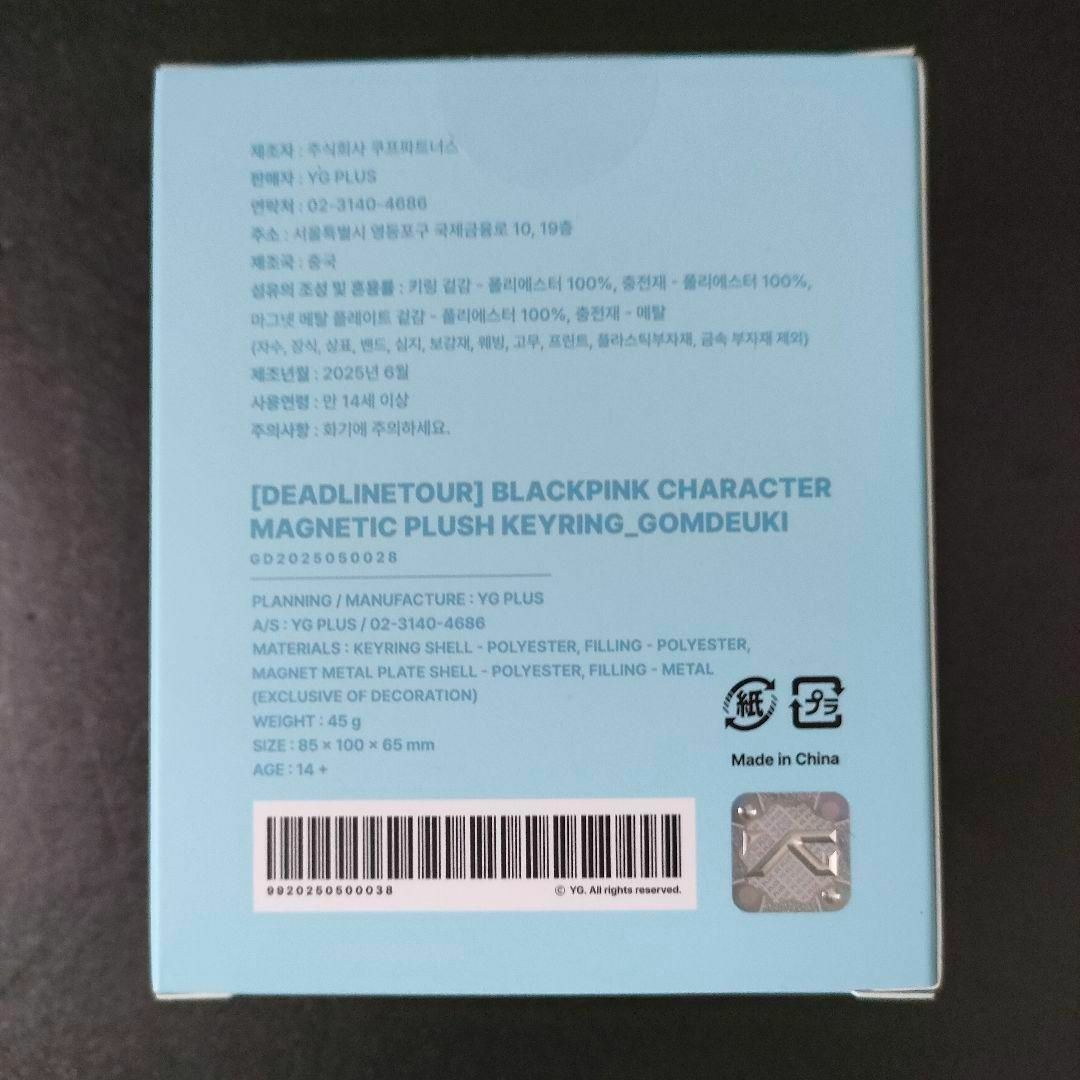 제조자 : 주식회사 쿠프파트너스
판매자 : YG PLUS
연락처 : 02-3140-4686
주소 : 서울특별시 영등포구 국제금융로 10, 19층
제조국 : 중국
섬유의 조성 및 혼용률 : 키링 겉감 - 폴리에스터 100%, 충전재 - 폴리에스터 100%,
마그넷 메탈 플레이트 겉감 - 폴리에스터 100%, 충전재 - 메탈
(자수, 장식, 상표, 밴드, 심지, 보강재, 웨빙, 고무, 프린트, 플라스틱부자재, 금속 부자재 제외)
제조년월 : 2025년 6월
사용연령 : 만 14세 이상
주의사항 : 화기에 주의하세요.
[DEADLINETOUR] BLACKPINK CHARACTER
MAGNETIC PLUSH KEYRING_GOMDEUKI
GD2025050028
PLANNING / MANUFACTURE : YG PLUS
A/S : YG PLUS / 02-3140-4686
MATERIALS : KEYRING SHELL - POLYESTER, FILLING - POLYESTER,
MAGNET METAL PLATE SHELL - POLYESTER, FILLING - METAL
(EXCLUSIVE OF DECORATION)
WEIGHT : 45 g
SIZE : 85 × 100 × 65 mm
AGE : 14 +
紙 プラ
Made in China
9920250500038
© YG. All rights reserved.
YG